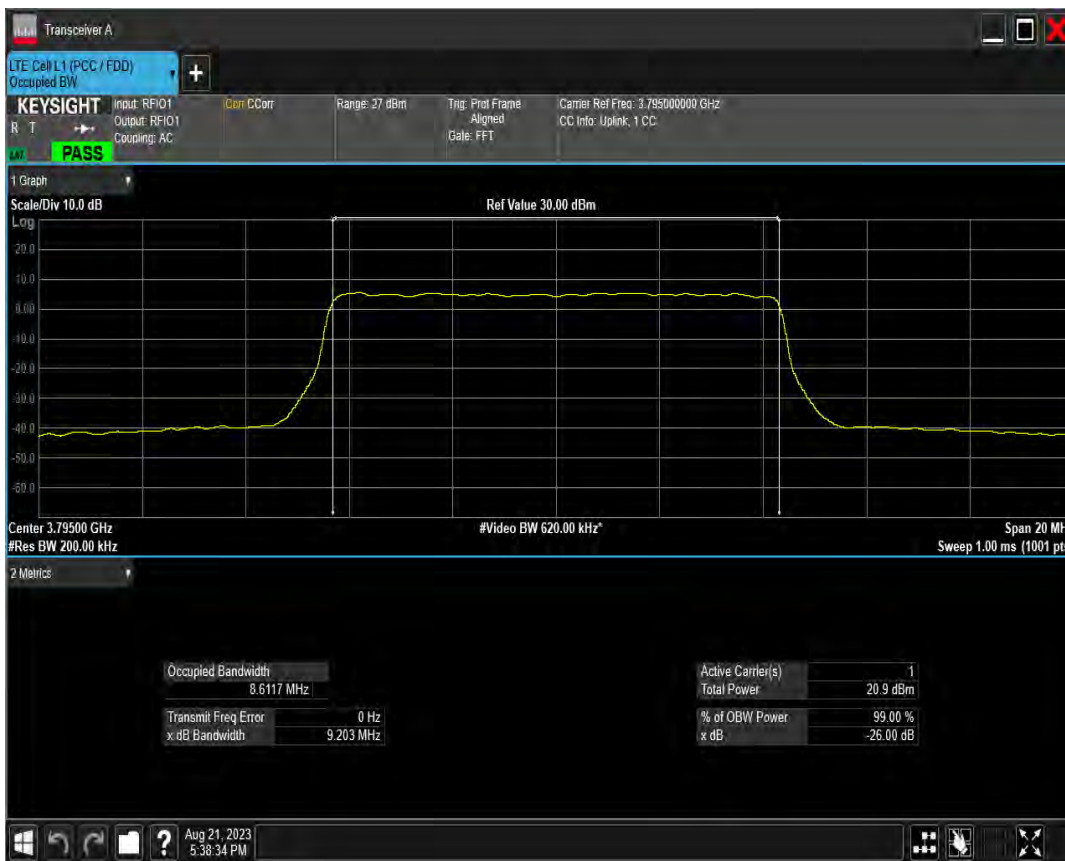 Transceiver A
LTE Cell L1 (PCC / FDD)
Occupied BW
+
KEYSIGHT
R T
PASS
Input: RFIO1
Output: RFIO1
Coupling: AC
Corr CCorr
Range: 27 dBm
Trig: Prot Frame
Aligned
Gate: FFT
Carrier Ref Freq: 3.795000000 GHz
CC Info: Uplink, 1 CC
1 Graph
Scale/Div 10.0 dB
Ref Value 30.00 dBm
Log
20.0
10.0
0.00
-10.0
-20.0
-30.0
-40.0
-50.0
-60.0
Center 3.79500 GHz
#Video BW 620.00 kHz*
Span 20 MH
#Res BW 200.00 kHz
Sweep 1.00 ms (1001 pt
2 Metrics
Occupied Bandwidth
8.6117 MHz
Transmit Freq Error 0 Hz
x dB Bandwidth 9.203 MHz
Active Carrier(s) 1
Total Power 20.9 dBm
% of OBW Power 99.00 %
x dB -26.00 dB
?
Aug 21, 2023
5:38:34 PM